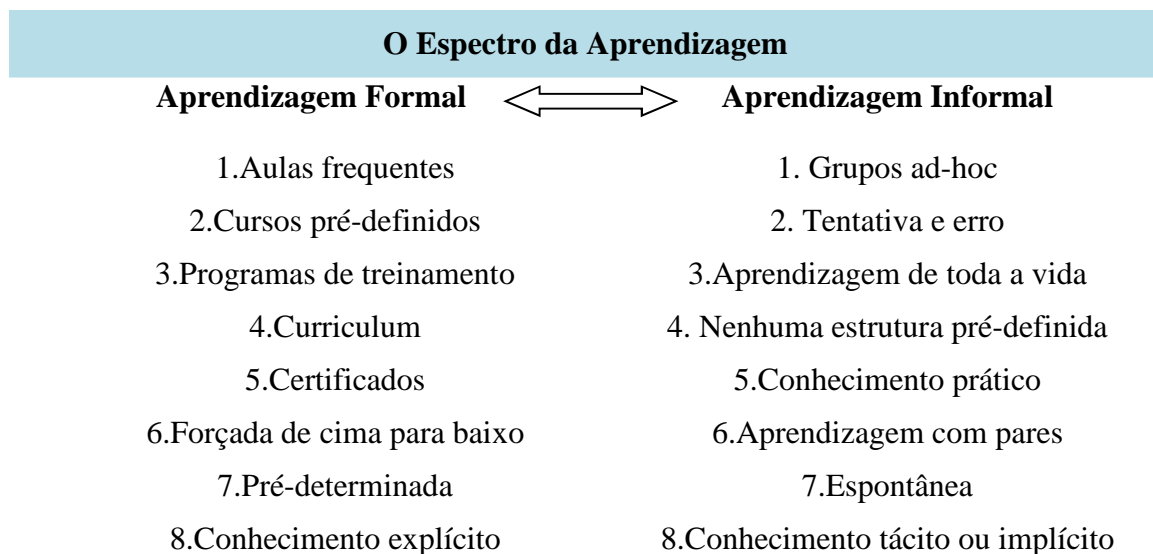 O Espectro da Aprendizagem
Aprendizagem Formal Aprendizagem Informal
1.Aulas frequentes 1. Grupos ad-hoc
2.Cursos pré-definidos 2. Tentativa e erro
3.Programas de treinamento 3.Aprendizagem de toda a vida
4.Curriculum 4. Nenhuma estrutura pré-definida
5.Certificados 5.Conhecimento prático
6.Forçada de cima para baixo 6.Aprendizagem com pares
7.Pré-determinada 7.Espontânea
8.Conhecimento explícito 8.Conhecimento tácito ou implícito